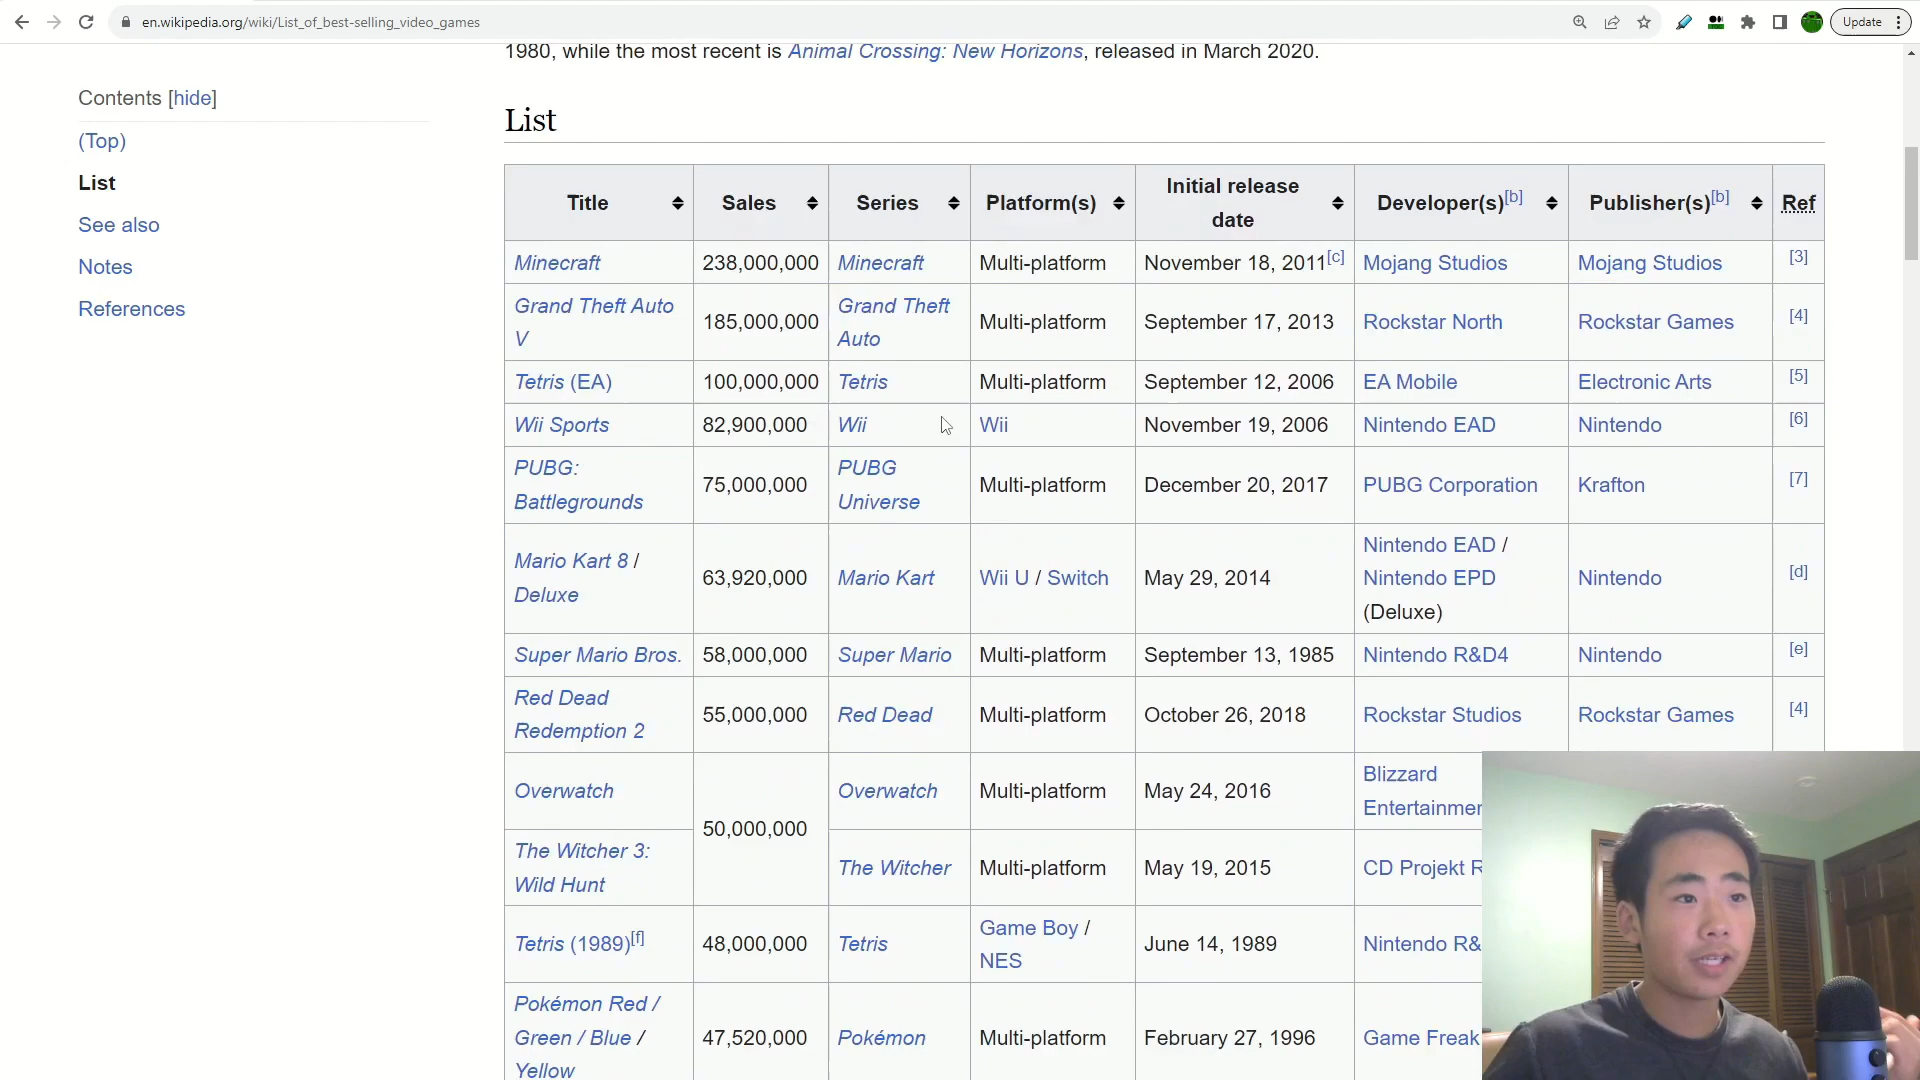 en.wikipedia.org/wiki/List_of_best-selling_video_games
Update
1980, while the most recent is Animal Crossing: New Horizons, released in March 2020.
Contents [hide]
(Top)
List
See also
Notes
References
List
Title Sales Series Platform(s) Initial release date Developer(s)[b] Publisher(s)[b] Ref
Minecraft 238,000,000 Minecraft Multi-platform November 18, 2011[c] Mojang Studios Mojang Studios [3]
Grand Theft Auto V 185,000,000 Grand Theft Auto Multi-platform September 17, 2013 Rockstar North Rockstar Games [4]
Tetris (EA) 100,000,000 Tetris Multi-platform September 12, 2006 EA Mobile Electronic Arts [5]
Wii Sports 82,900,000 Wii Wii November 19, 2006 Nintendo EAD Nintendo [6]
PUBG: Battlegrounds 75,000,000 PUBG Universe Multi-platform December 20, 2017 PUBG Corporation Krafton [7]
Mario Kart 8 / Deluxe 63,920,000 Mario Kart Wii U / Switch May 29, 2014 Nintendo EAD / Nintendo EPD (Deluxe) Nintendo [d]
Super Mario Bros. 58,000,000 Super Mario Multi-platform September 13, 1985 Nintendo R&D4 Nintendo [e]
Red Dead Redemption 2 55,000,000 Red Dead Multi-platform October 26, 2018 Rockstar Studios Rockstar Games [4]
Overwatch 50,000,000 Overwatch Multi-platform May 24, 2016 Blizzard Entertainmen
The Witcher 3: Wild Hunt The Witcher Multi-platform May 19, 2015 CD Projekt R
Tetris (1989)[f] 48,000,000 Tetris Game Boy / NES June 14, 1989 Nintendo R&
Pokémon Red / Green / Blue / Yellow 47,520,000 Pokémon Multi-platform February 27, 1996 Game Freak